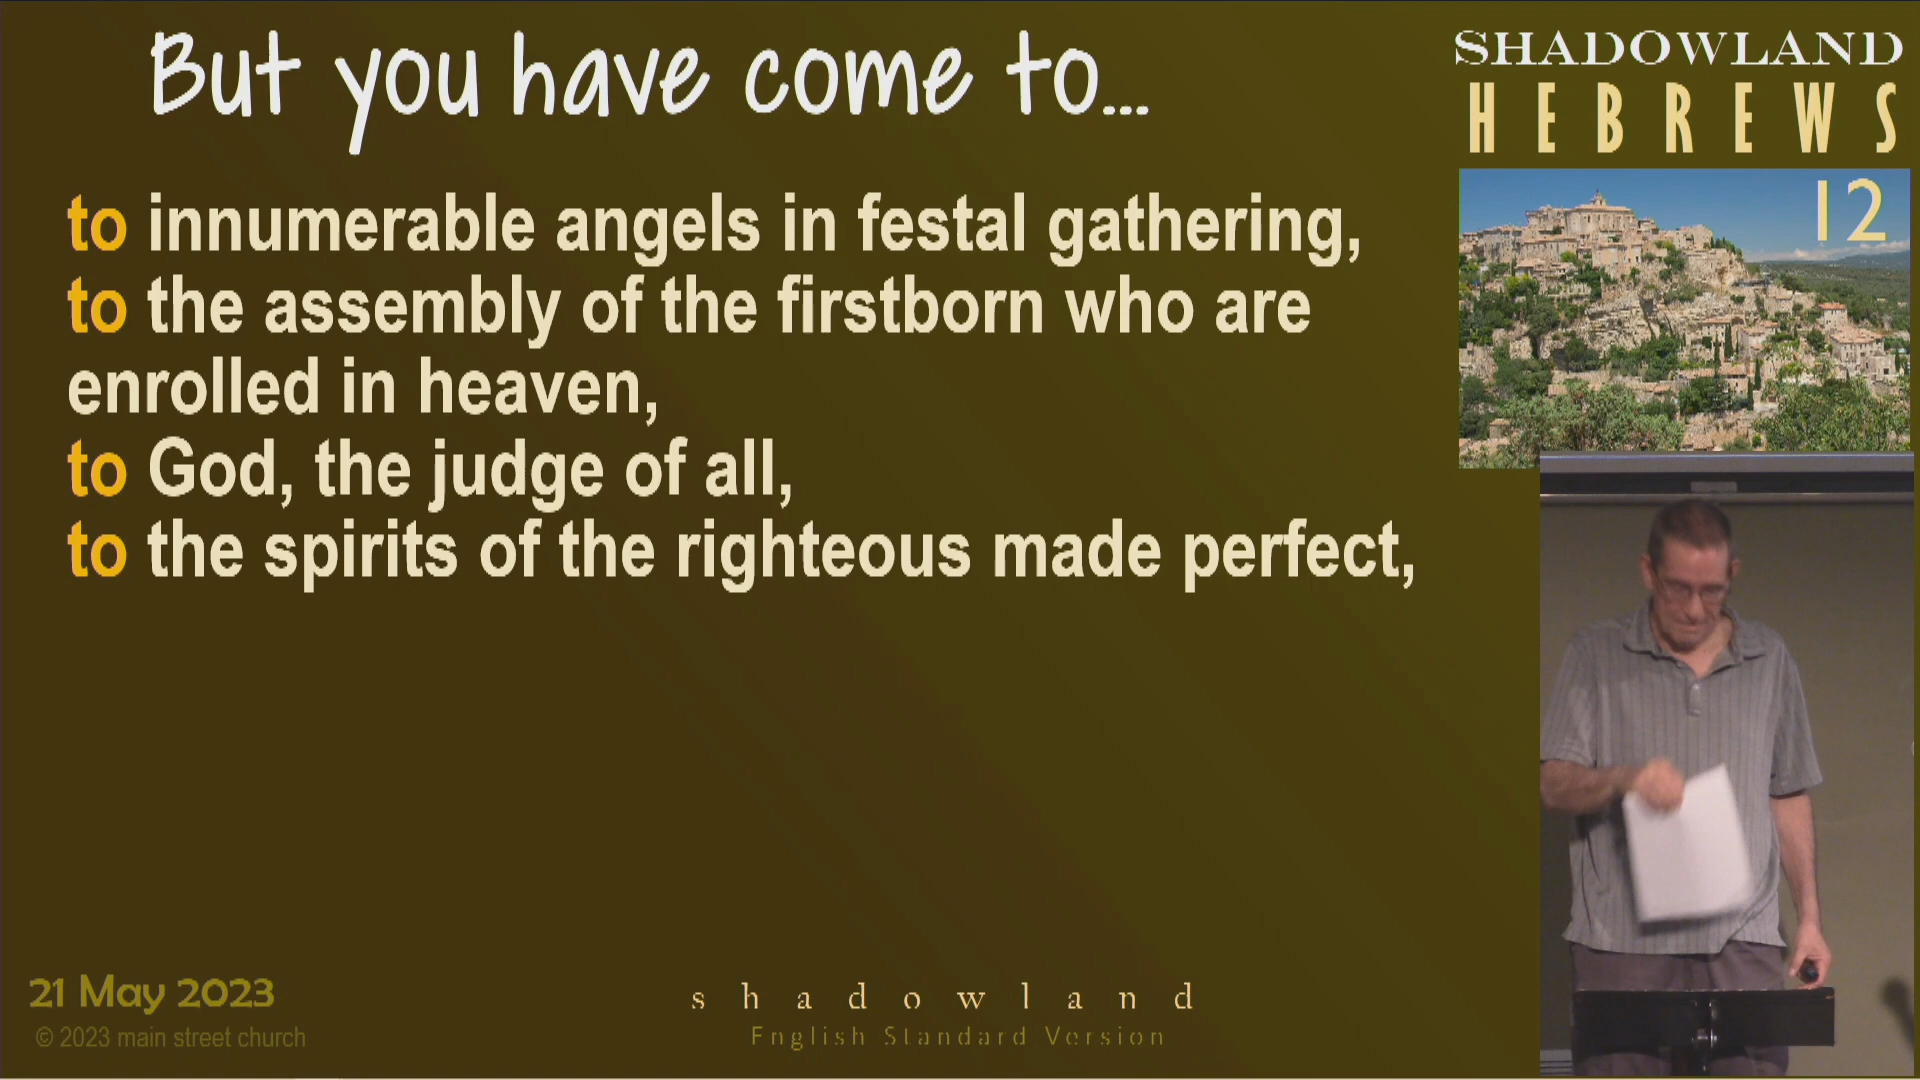 But you have come to...
to innumerable angels in festal gathering,
to the assembly of the firstborn who are
enrolled in heaven,
to God, the judge of all,
to the spirits of the righteous made perfect,
SHADOWLAND
HEBREWS
12
21 May 2023
© 2023 main street church
shadowland
English Standard Version